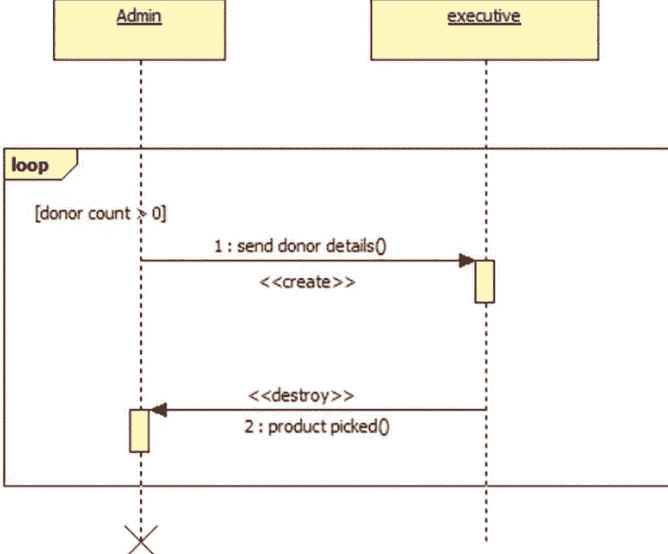 Admin
executive
loop
[donor count > 0]
1 : send donor details()
<<create>>
<<destroy>>
2 : product picked()